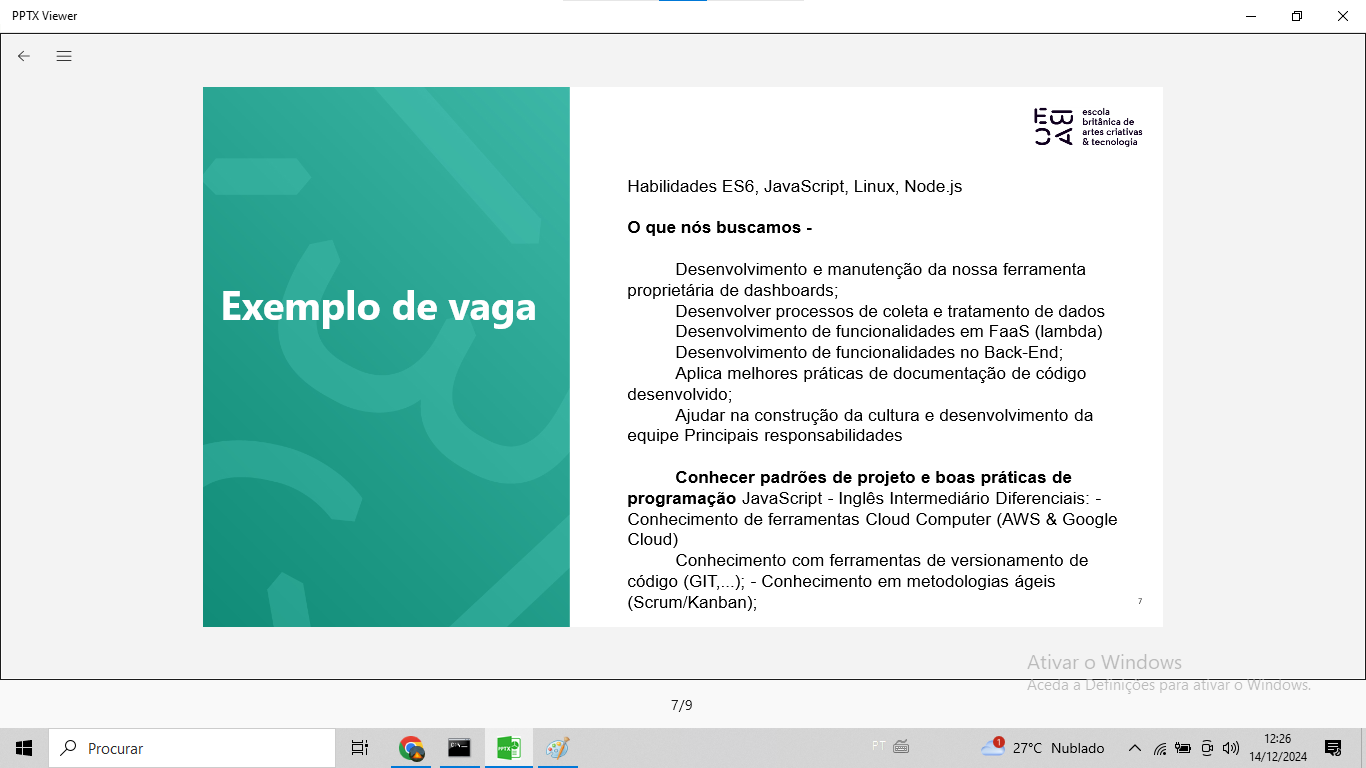 PPTX Viewer
escola
britânica de
artes criativas
& tecnologia
Exemplo de vaga
Habilidades ES6, JavaScript, Linux, Node.js
O que nós buscamos -
Desenvolvimento e manutenção da nossa ferramenta
proprietária de dashboards;
Desenvolver processos de coleta e tratamento de dados
Desenvolvimento de funcionalidades em FaaS (lambda)
Desenvolvimento de funcionalidades no Back-End;
Aplica melhores práticas de documentação de código
desenvolvido;
Ajudar na construção da cultura e desenvolvimento da
equipe Principais responsabilidades
Conhecer padrões de projeto e boas práticas de
programação JavaScript - Inglês Intermediário Diferenciais: -
Conhecimento de ferramentas Cloud Computer (AWS & Google
Cloud)
Conhecimento com ferramentas de versionamento de
código (GIT,...); - Conhecimento em metodologias ágeis
(Scrum/Kanban);
7
Ativar o Windows
Aceda a Definições para ativar o Windows.
7/9
Procurar
PPTX
PT
1
27°C Nublado
12:26
14/12/2024